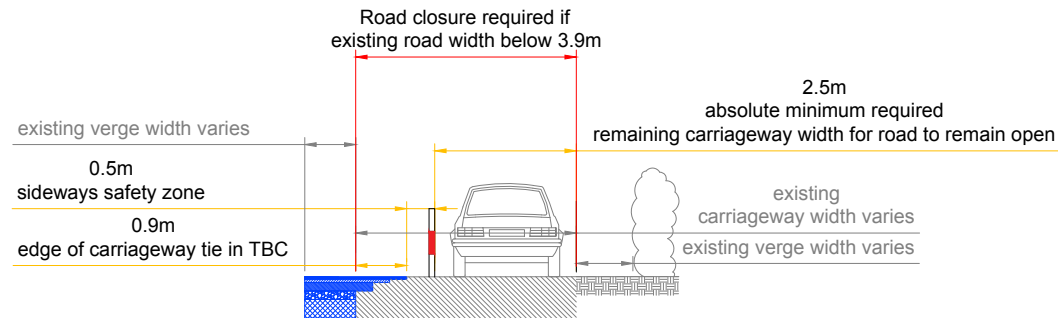 Road closure required if
existing road width below 3.9m
2.5m
absolute minimum required
remaining carriageway width for road to remain open
existing verge width varies
0.5m
sideways safety zone
0.9m
edge of carriageway tie in TBC
existing
carriageway width varies
existing verge width varies